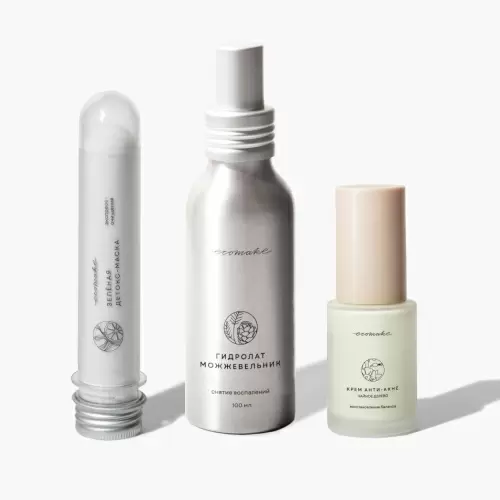 ecomake
ЗЕЛЁНАЯ
ДЕТОКС-МАСКА
ecomake
ГИДРОЛАТ
МОЖЖЕВЕЛЬНИК
снятие воспалений
100 мл
ecomake
КРЕМ АНТИ-АКНЕ